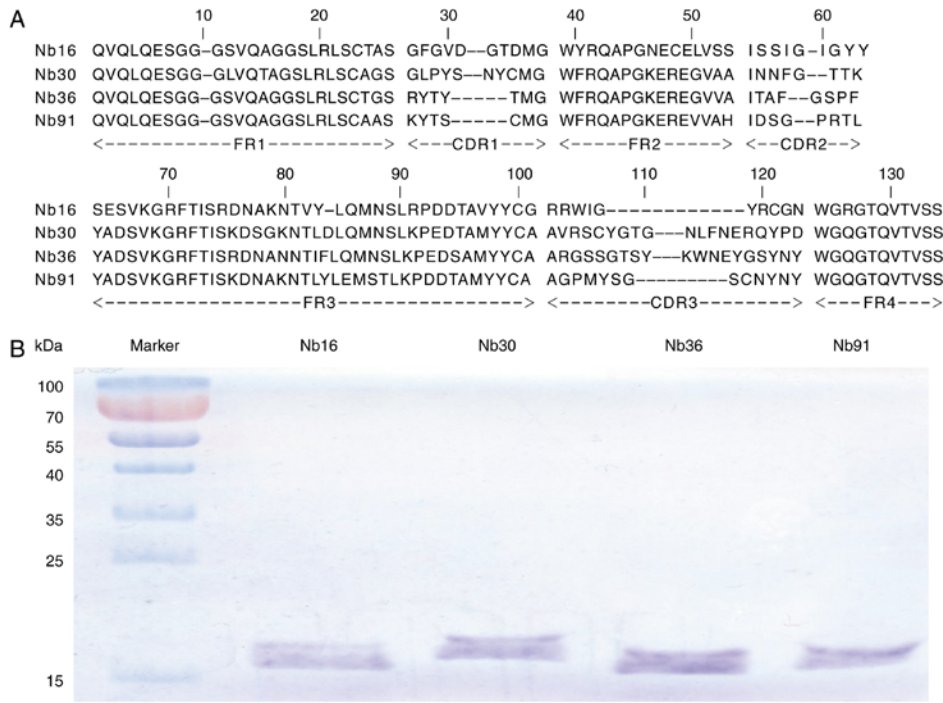 A
10 20 30 40 50 60
Nb16 QVQLQESGG-GSVQAGGSLRLSCTAS GFGVD--GTDMG WYRQAPGNECELVSS ISSIG-IGYY
Nb30 QVQLQESGG-GLVQTAGSLRLSCAGS GLPYS--NYCMG WFRQAPGKEREGVAA INNFG--TTK
Nb36 QVQLQESGG-GSVQAGGSLRLSCTGS RYTY-----TMG WFRQAPGKEREGVVA ITAF--GSPF
Nb91 QVQLQESGG-GSVQAGGSLRLSCAAS KYTS-----CMG WFRQAPGKEREVVAH IDSG--PRTL
<-----------FR1-----------> <---CDR1---> <-----FR2------> <--CDR2-->
70 80 90 100 110 120 130
Nb16 SESVKGRFTISRDNAKNTVY-LQMNSLRPDDTAVYYCG RRWIG--------------YRCGN WGRGTQVTVSS
Nb30 YADSVKGRFTISKDSGKNTLDLQMNSLKPEDTAMYYCA AVRSCYGTG---NLFNERQYPD WGQGTQVTVSS
Nb36 YADSVKGRFTISRDNANNTIFLQMNSLKPEDSAMYYCA ARGSSGTSY---KWNEYGSYNY WGQGTQVTVSS
Nb91 YADSVKGRFTISKDNAKNTLYLEMSTLKPDDTAMYYCA AGPMYSG---------SCNYNY WGQGTQVTVSS
<------------------FR3------------------> <---------CDR3---------> <---FR4--->
B kDa Marker Nb16 Nb30 Nb36 Nb91
100
70
55
40
35
25
15